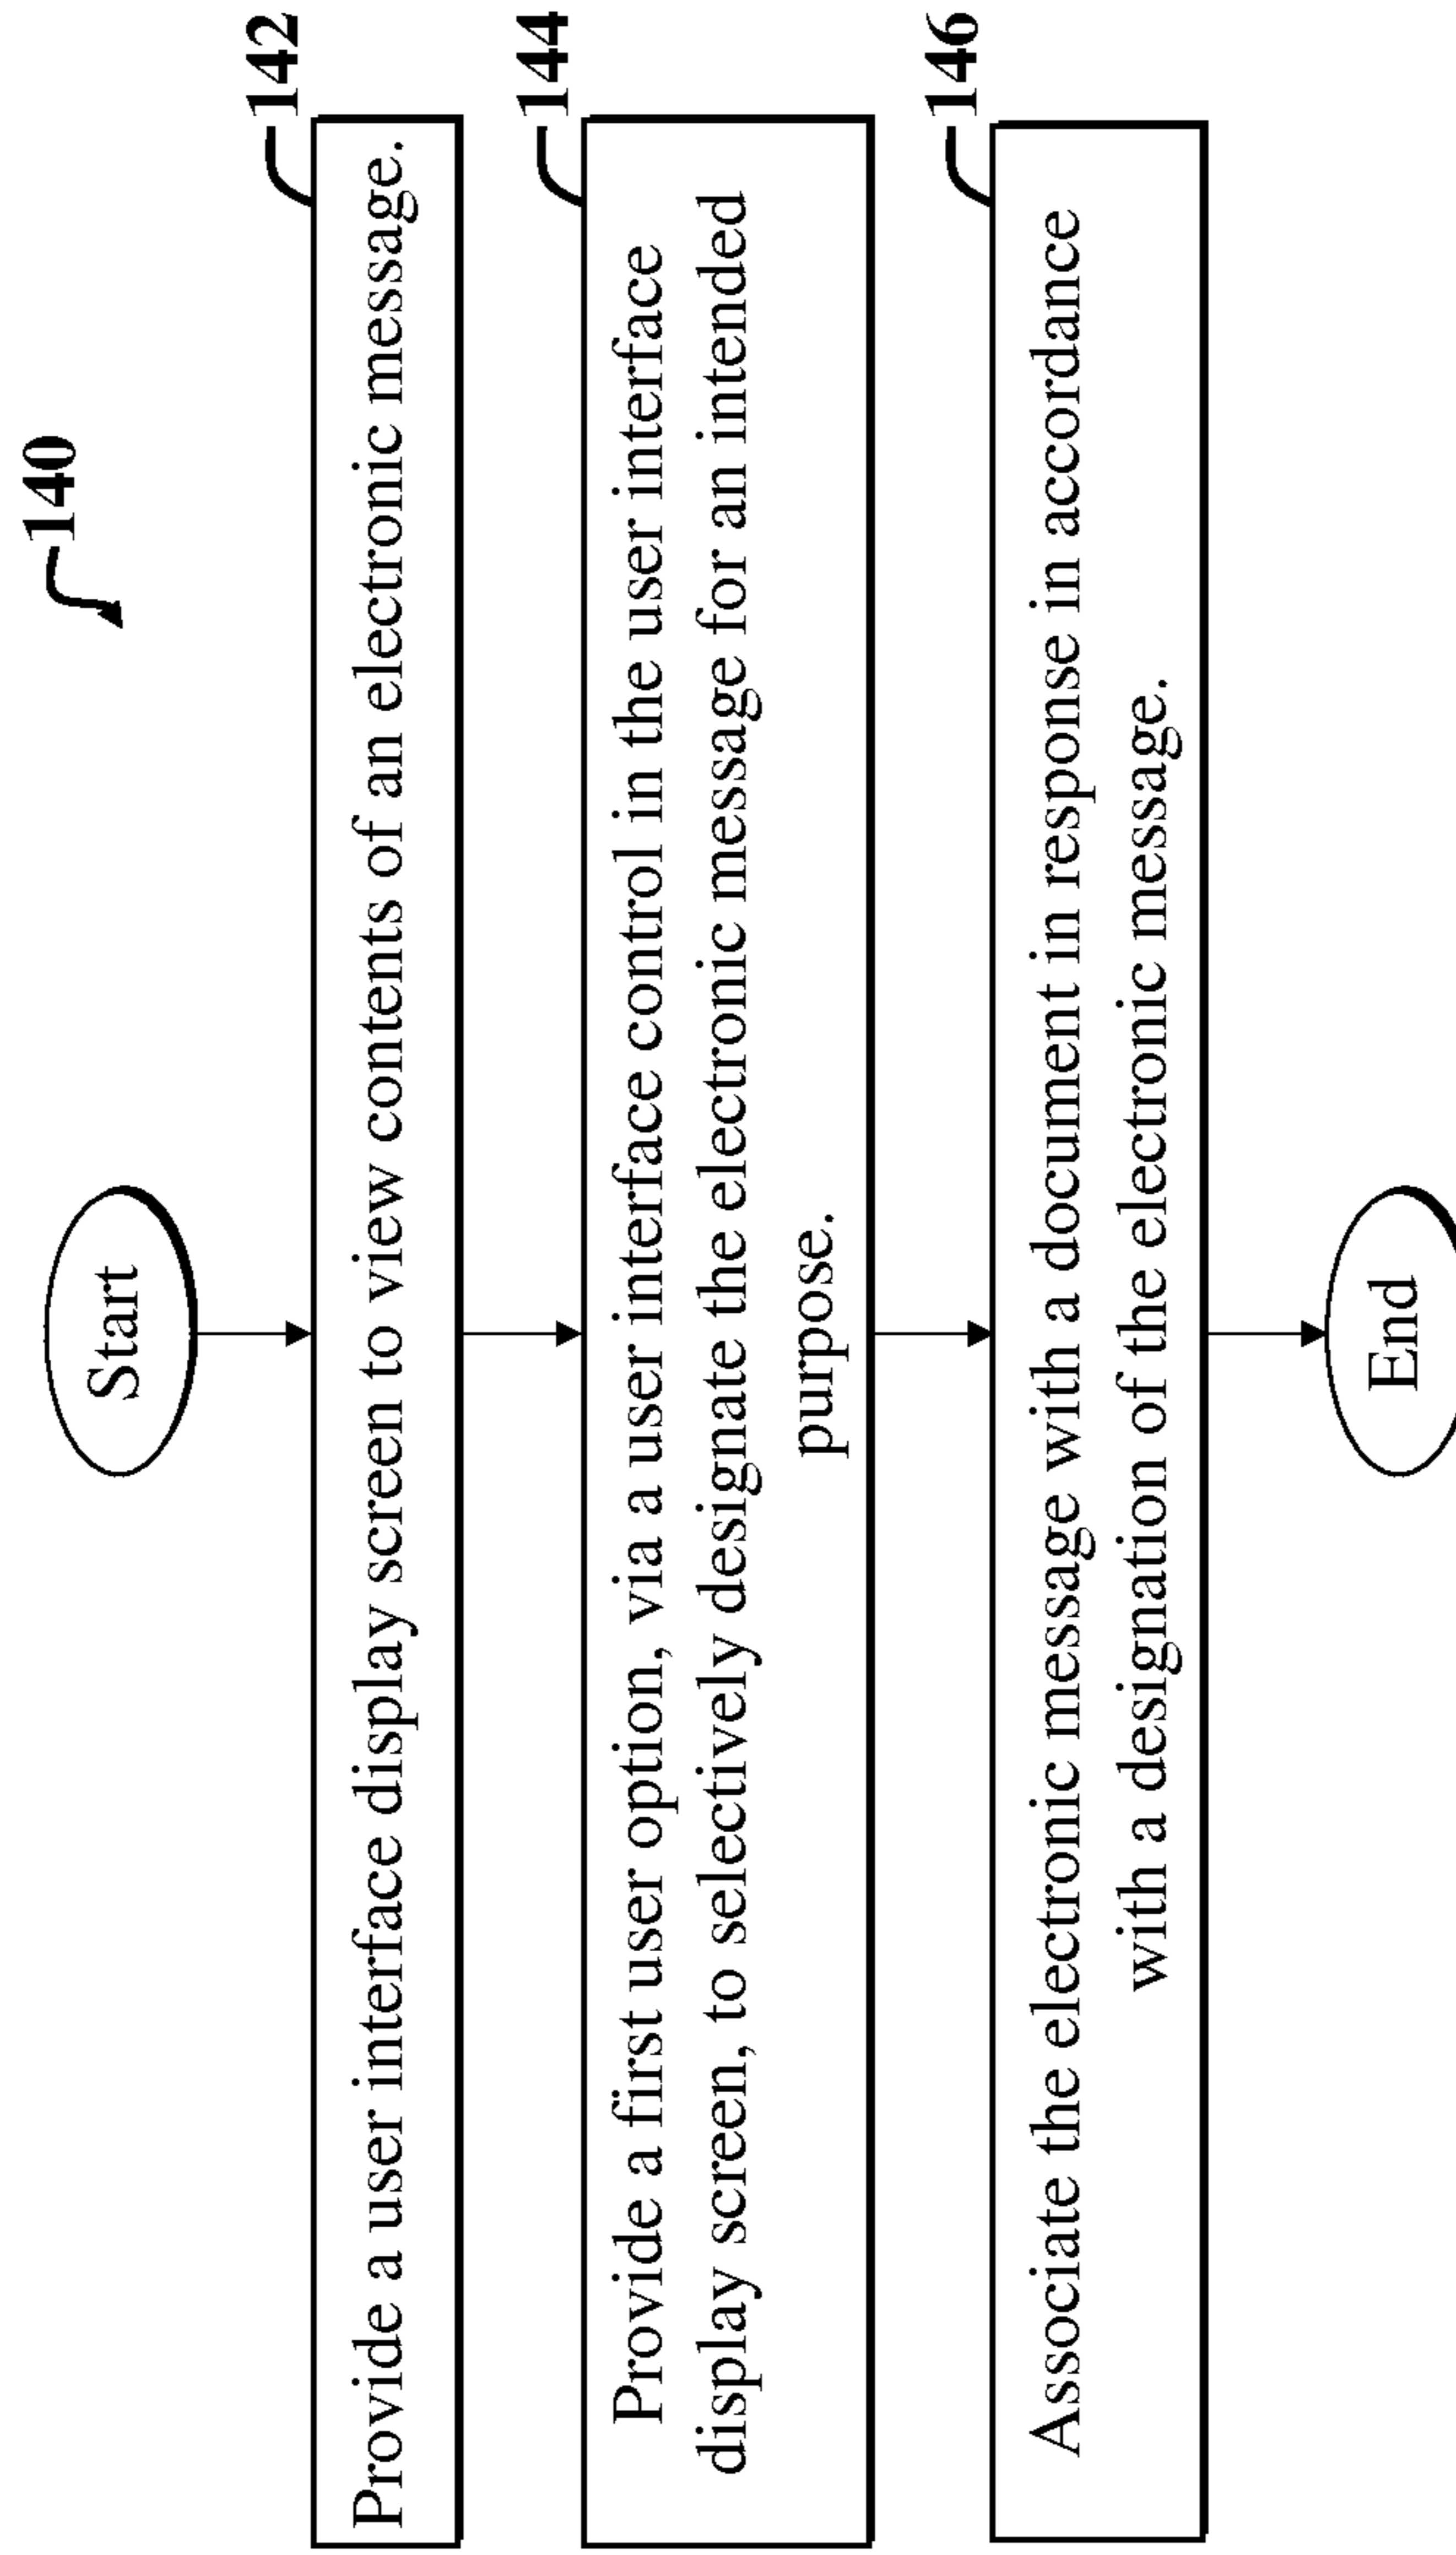 140
Start
142
Provide a user interface display screen to view contents of an electronic message.
144
Provide a first user option, via a user interface control in the user interface
display screen, to selectively designate the electronic message for an intended
purpose.
146
Associate the electronic message with a document in response in accordance
with a designation of the electronic message.
End